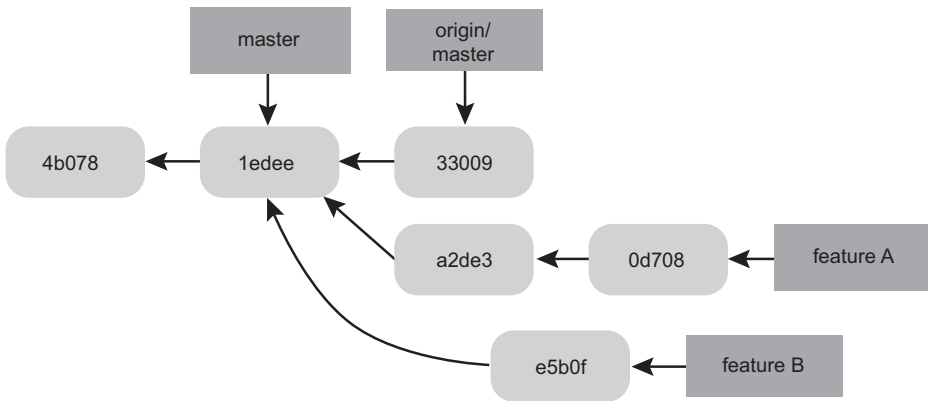 master
origin/
master
4b078
1edee
33009
a2de3
0d708
feature A
e5b0f
feature B